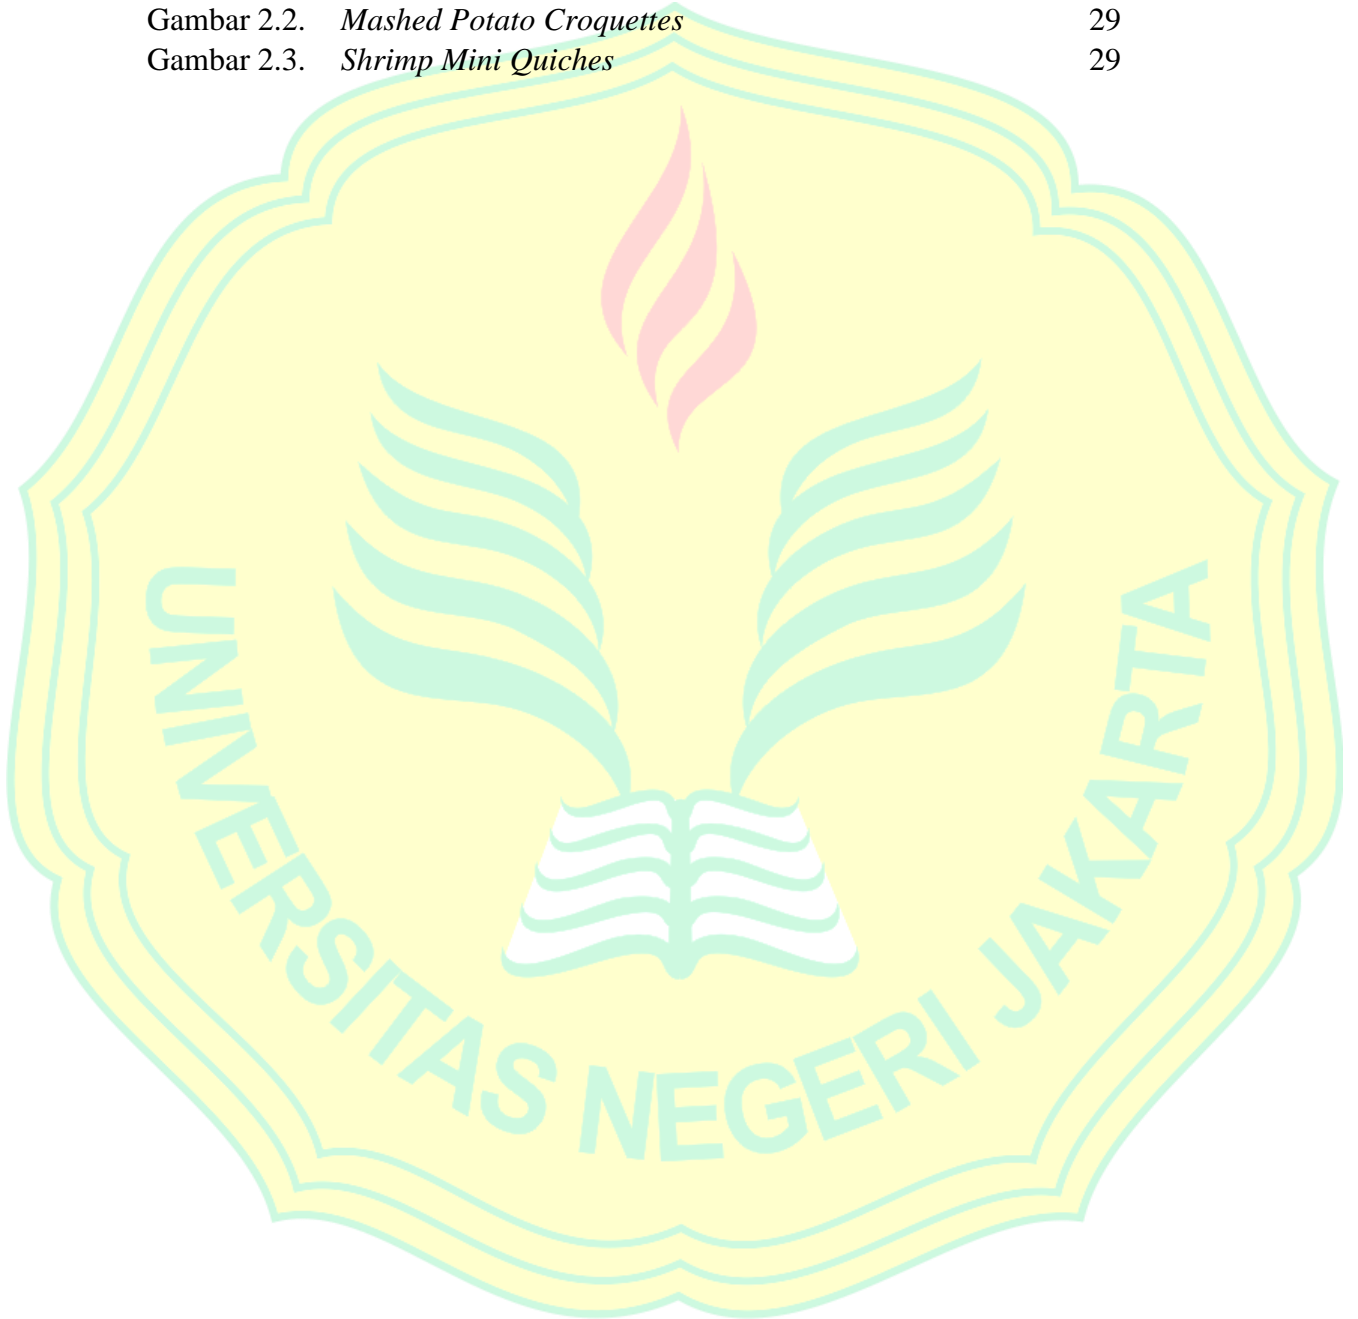 Gambar 2.2. Mashed Potato Croquettes 29
Gambar 2.3. Shrimp Mini Quiches 29
UNIVERSITAS NEGERI JAKARTA